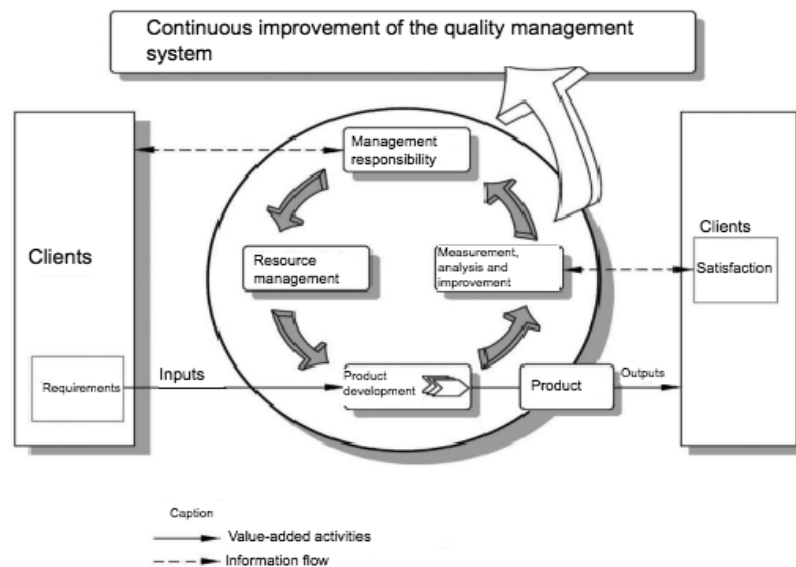 Continuous improvement of the quality management
system
Management
responsibility
Clients
Clients
Resource
management
Measurement,
analysis and
improvement
Satisfaction
Requirements
Inputs
Product
development
Product
Outputs
Caption
Value-added activities
Information flow